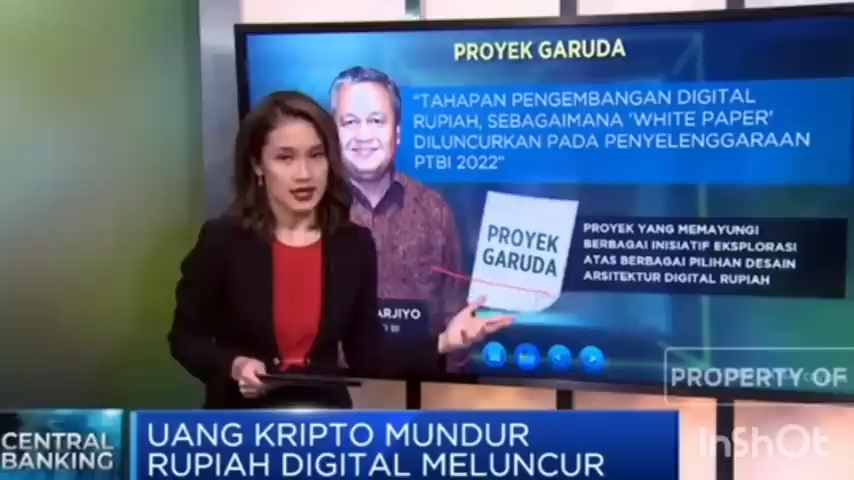 PROYEK GARUDA
"TAHAPAN PENGEMBANGAN DIGITAL
RUPIAH, SEBAGAIMANA 'WHITE PAPER'
DILUNCURKAN PADA PENYELENGGARAAN
PTBI 2022"
PROYEK
GARUDA
PROYEK YANG MEMAYUNGI
BERBAGAI INISIATIF EKSPLORASI
ATAS BERBAGAI PILIHAN DESAIN
ARSITEKTUR DIGITAL RUPIAH
ARJIYO
BI
PROPERTY OF
InShOt
CENTRAL
BANKING
UANG KRIPTO MUNDUR
RUPIAH DIGITAL MELUNCUR